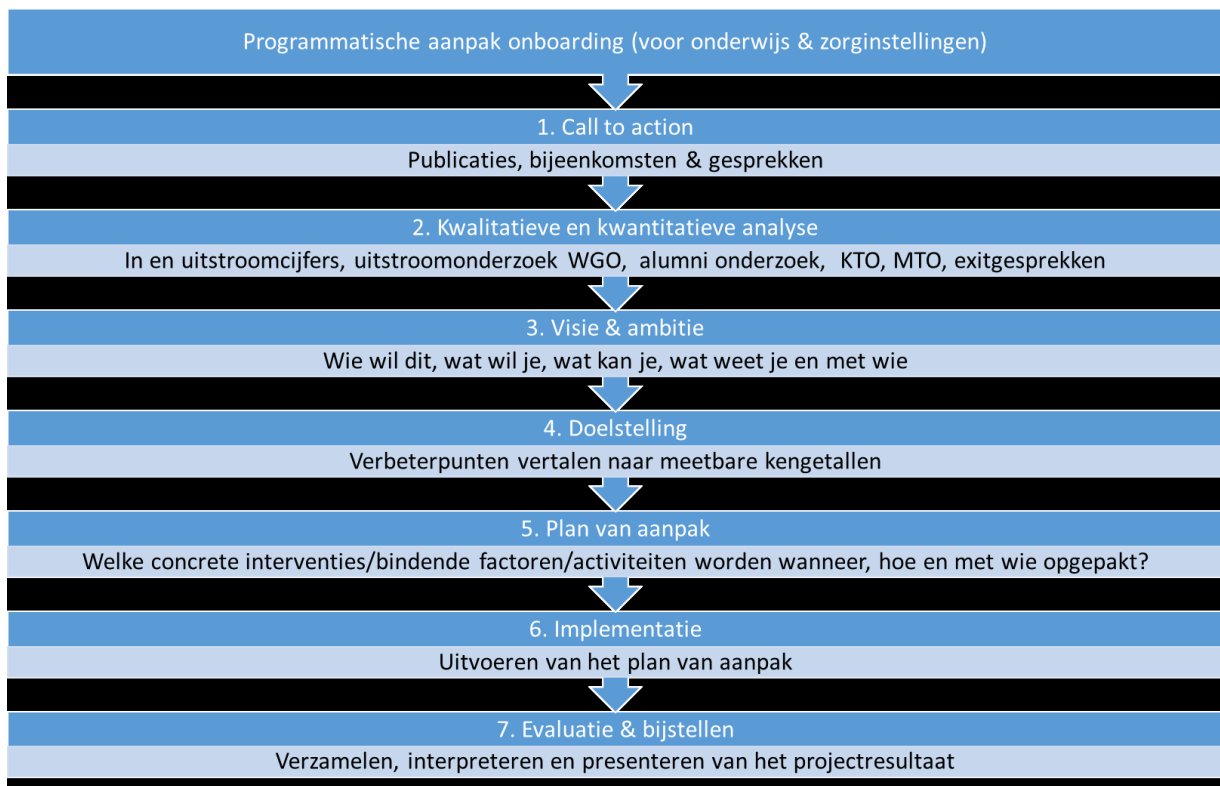 Programmatische aanpak onboarding (voor onderwijs & zorginstellingen)
1. Call to action
Publicaties, bijeenkomsten & gesprekken
2. Kwalitatieve en kwantitatieve analyse
In en uitstroomcijfers, uitstroomonderzoek WGO, alumni onderzoek, KTO, MTO, exitgesprekken
3. Visie & ambitie
Wie wil dit, wat wil je, wat kan je, wat weet je en met wie
4. Doelstelling
Verbeterpunten vertalen naar meetbare kengetallen
5. Plan van aanpak
Welke concrete interventies/bindende factoren/activiteiten worden wanneer, hoe en met wie opgepakt?
6. Implementatie
Uitvoeren van het plan van aanpak
7. Evaluatie & bijstellen
Verzamelen, interpreteren en presenteren van het projectresultaat